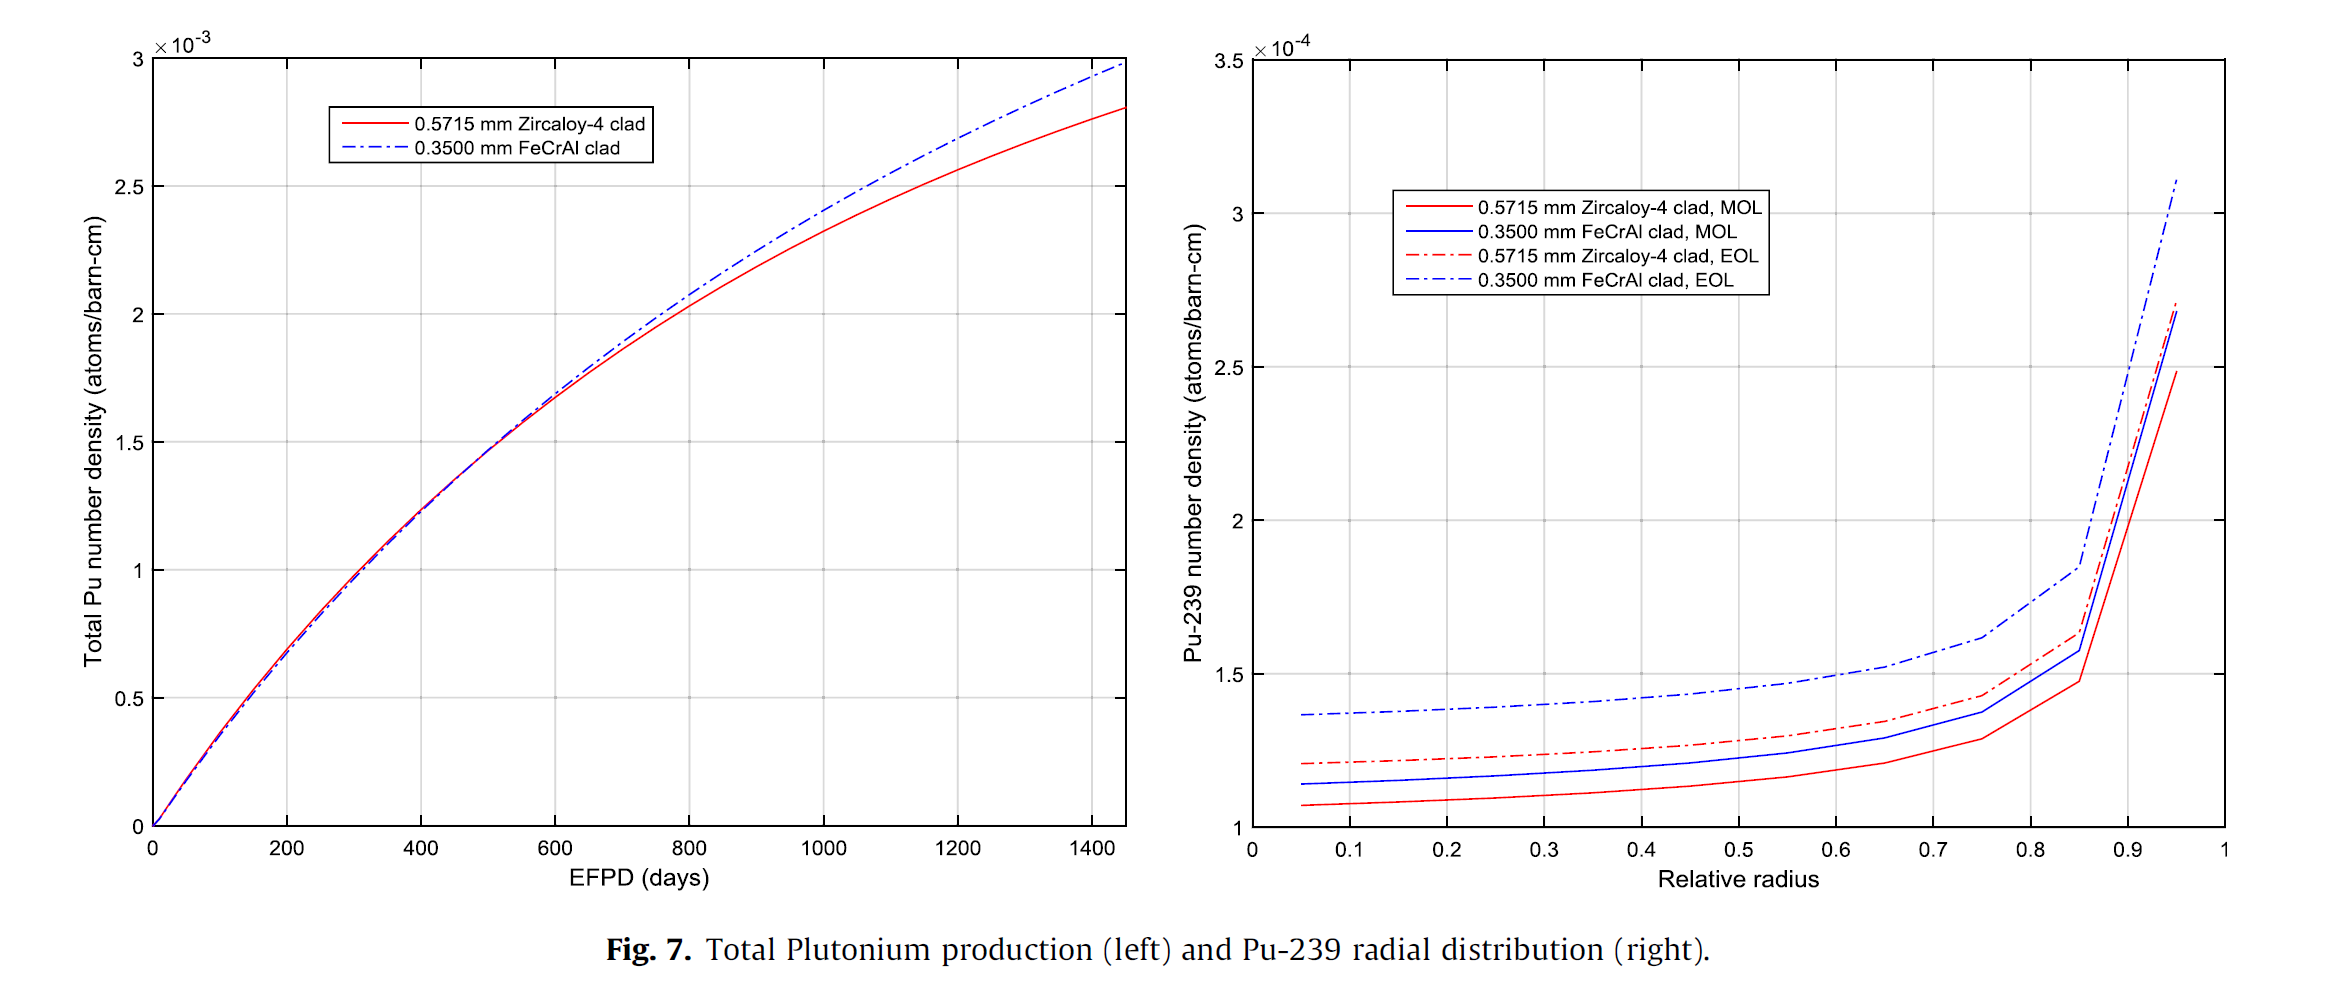 ×10-3
3
2.5
2
1.5
1
0.5
0
Total Pu number density (atoms/barn-cm)
0.5715 mm Zircaloy-4 clad
0.3500 mm FeCrAl clad
0 200 400 600 800 1000 1200 1400
EFPD (days)
×10-4
3.5
3
2.5
2
1.5
1
Pu-239 number density (atoms/barn-cm)
0.5715 mm Zircaloy-4 clad, MOL
0.3500 mm FeCrAl clad, MOL
0.5715 mm Zircaloy-4 clad, EOL
0.3500 mm FeCrAl clad, EOL
0 0.1 0.2 0.3 0.4 0.5 0.6 0.7 0.8 0.9 1
Relative radius
Fig. 7. Total Plutonium production (left) and Pu-239 radial distribution (right).